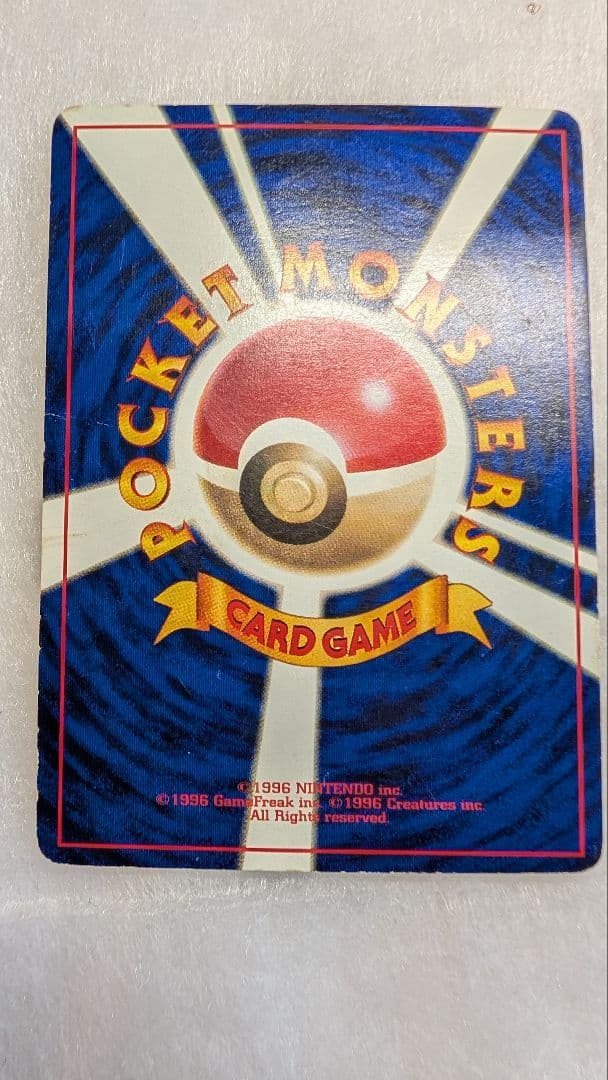 POCKET MONSTERS
CARD GAME
©1996 NINTENDO inc.
©1996 GameFreak inc. ©1996 Creatures inc.
All Rights reserved.